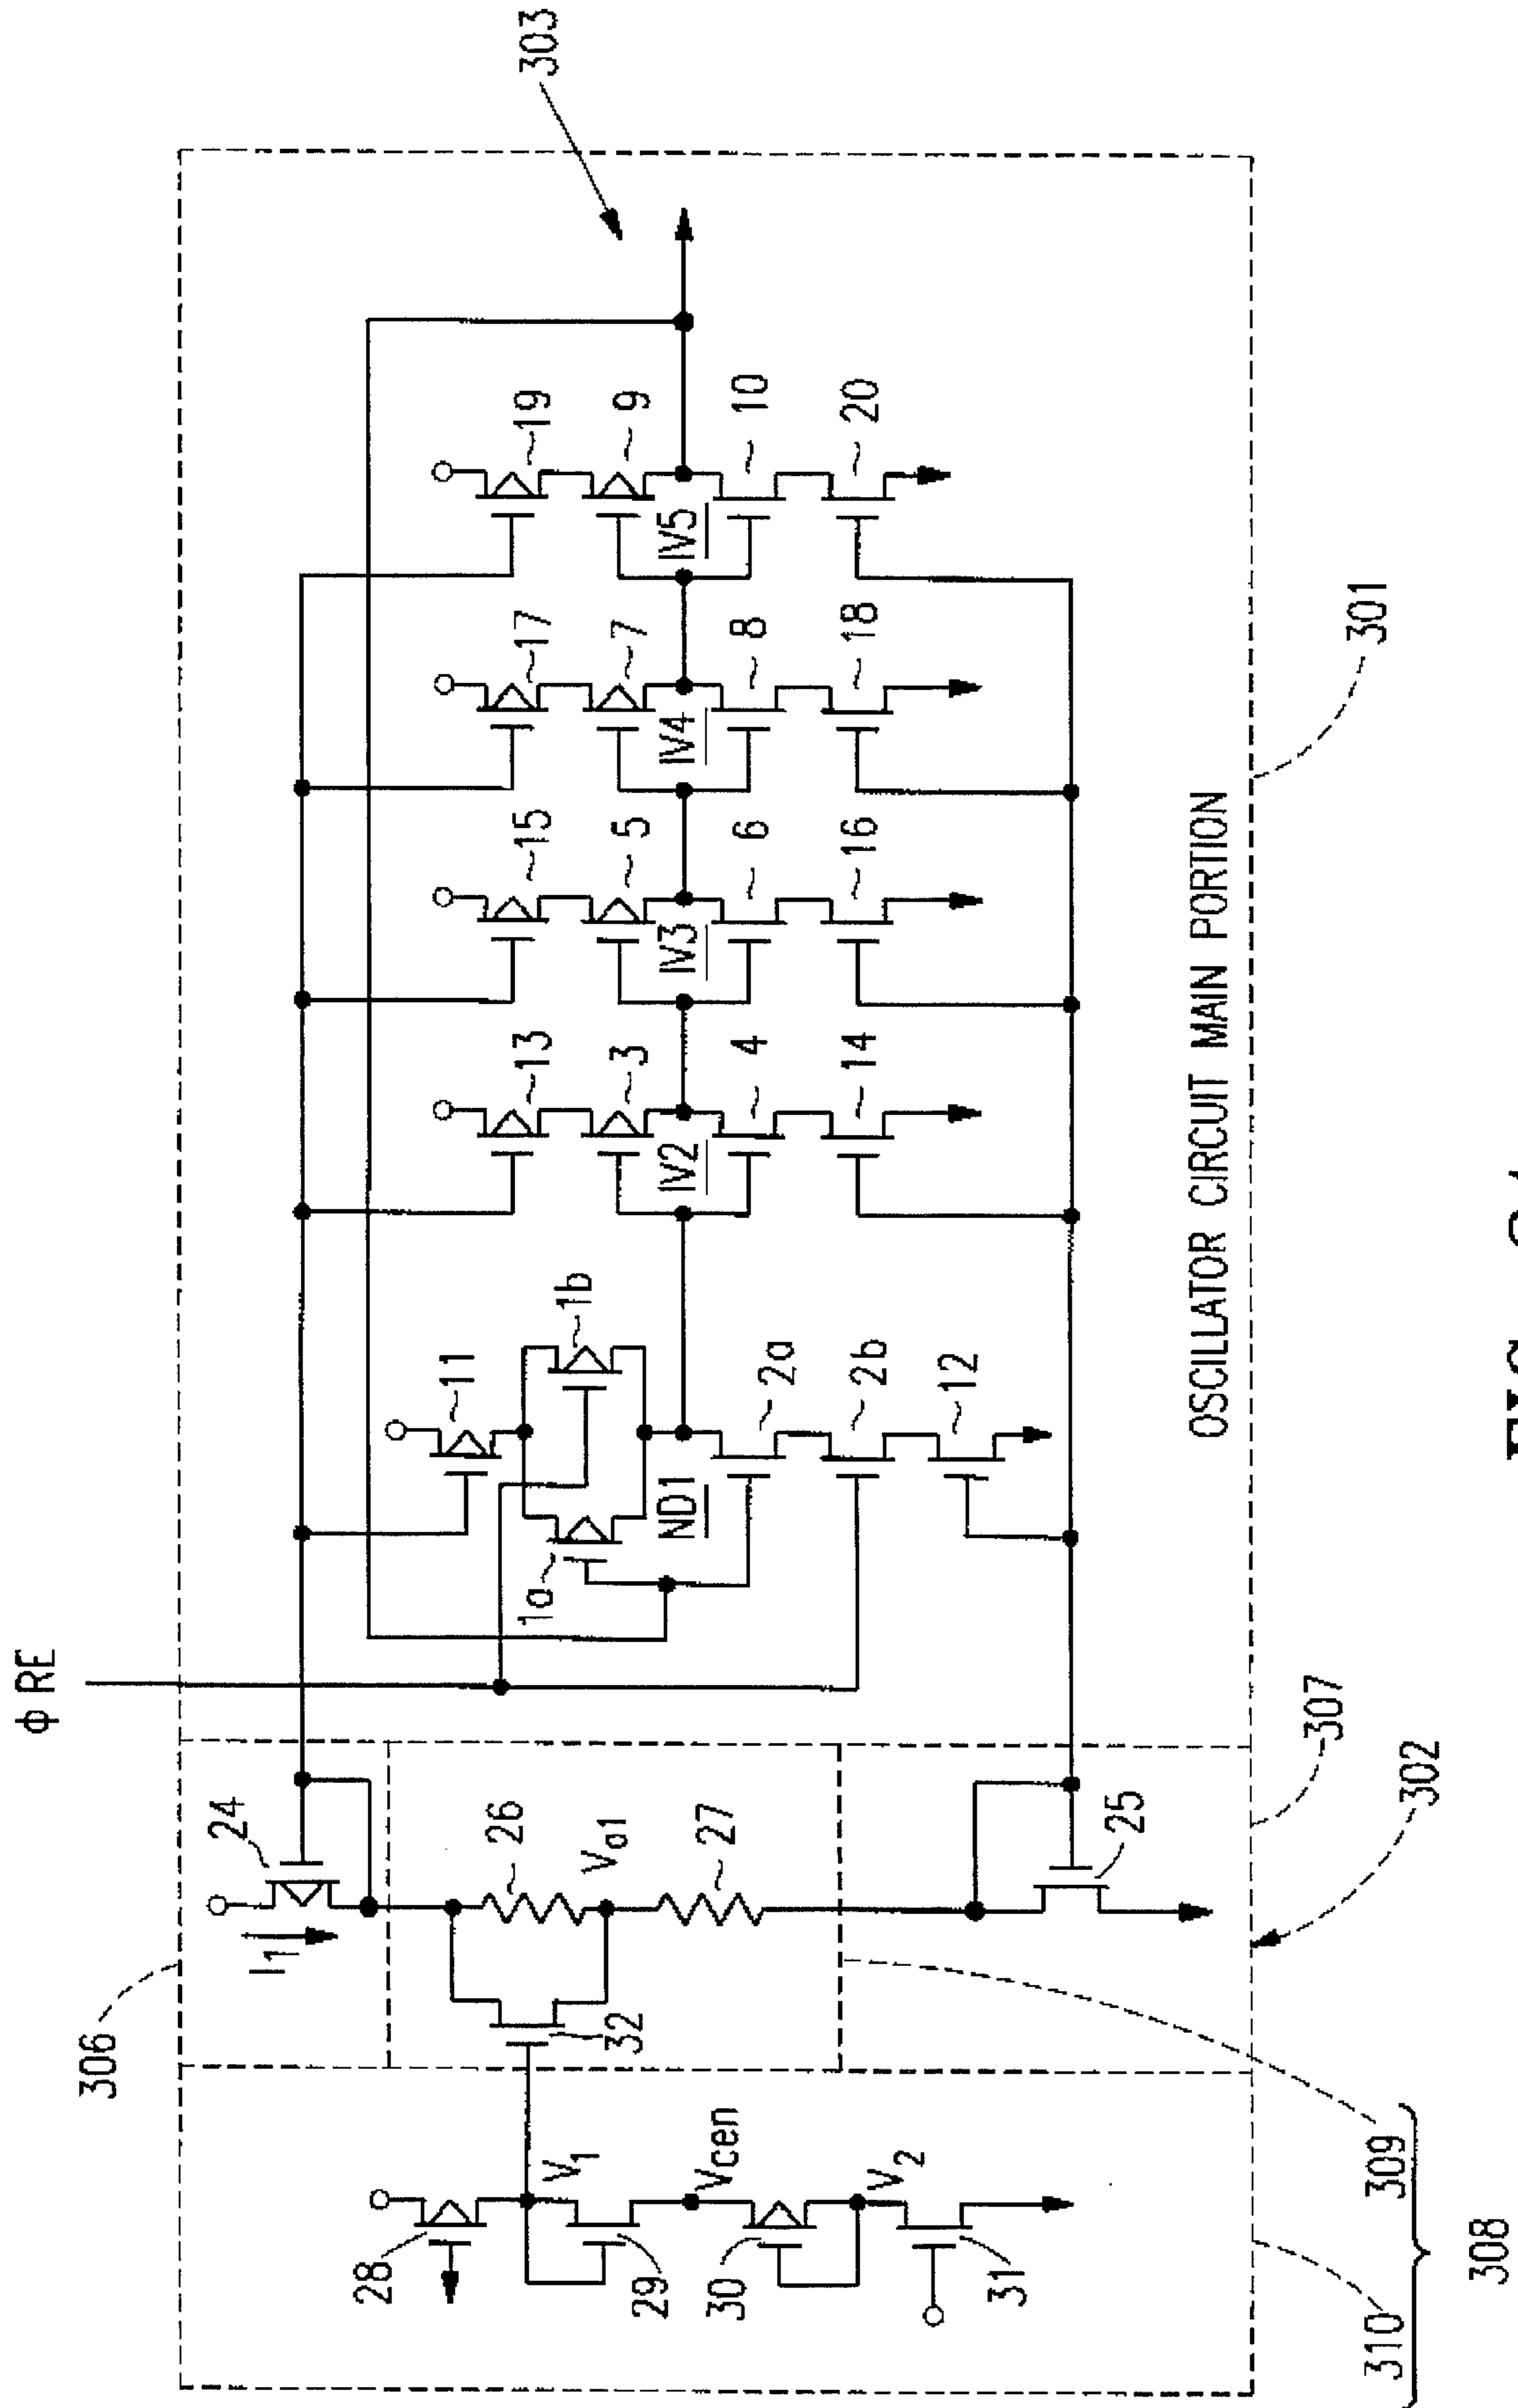 φ RE
303
306
24
I1
26
Va1
27
32
25
28
V1
29
Vcen
30
V2
31
11
1a
1b
ND1
2a
2b
12
13
3
IV2
4
14
15
5
IV3
6
16
17
7
IV4
8
18
19
9
IV5
10
20
OSCILLATOR CIRCUIT MAIN PORTION
301
307
302
309
310
308